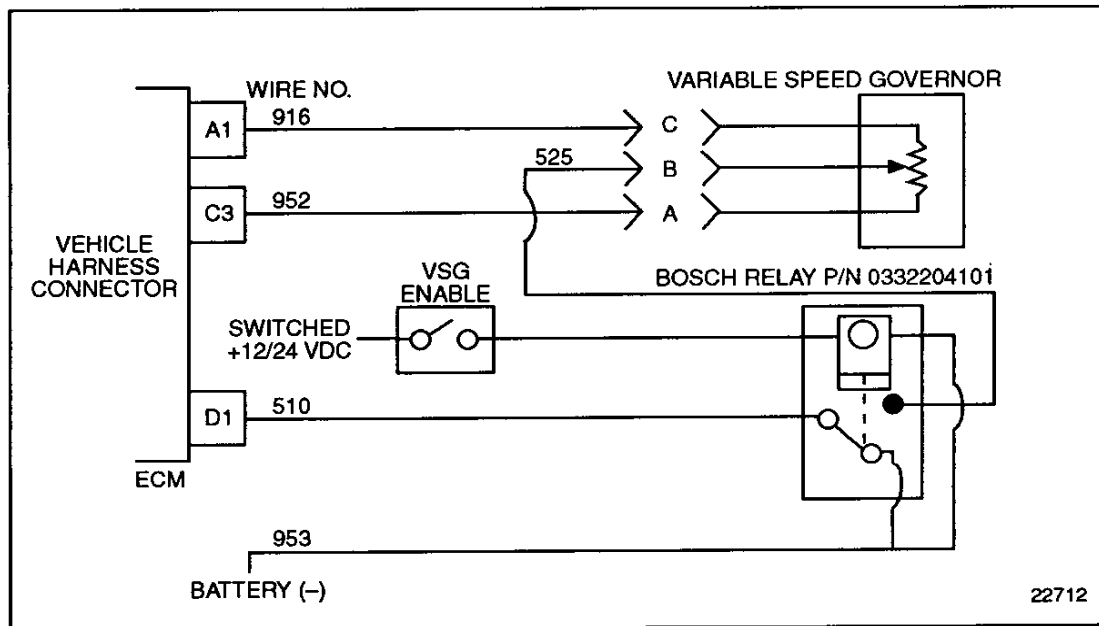 WIRE NO.
VARIABLE SPEED GOVERNOR
A1
916
C
525
B
C3
952
A
VEHICLE
HARNESS
CONNECTOR
VSG
ENABLE
BOSCH RELAY P/N 0332204101
SWITCHED
+12/24 VDC
D1
510
ECM
953
BATTERY (–)
22712